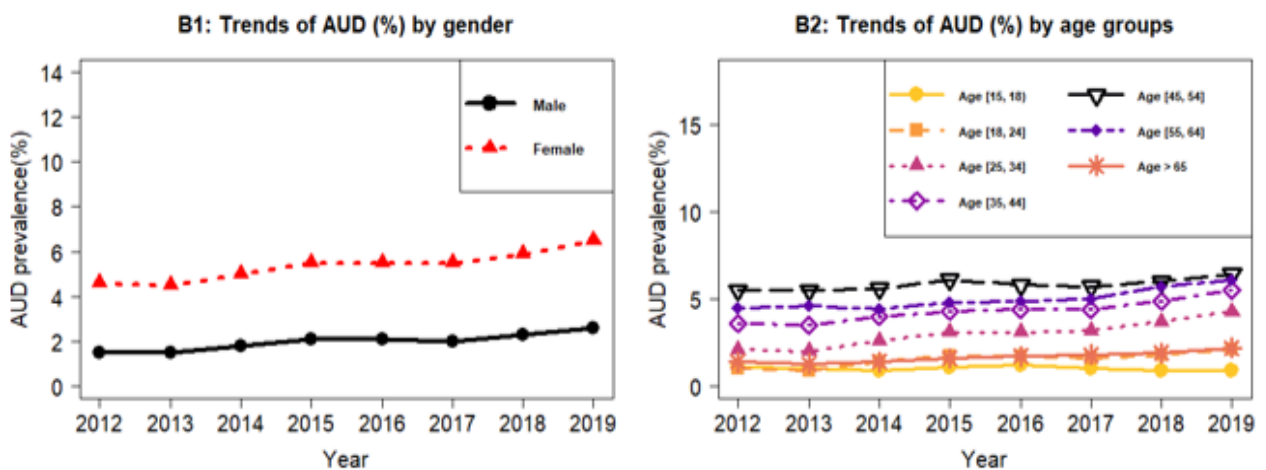 B1: Trends of AUD (%) by gender
AUD prevalence(%)
14
12
10
8
6
4
2
0
Male
Female
2012 2013 2014 2015 2016 2017 2018 2019
Year
B2: Trends of AUD (%) by age groups
AUD prevalence(%)
15
10
5
0
Age [15, 18) Age [45, 54]
Age [18, 24] Age [55, 64]
Age [25, 34] Age > 65
Age [35, 44]
2012 2013 2014 2015 2016 2017 2018 2019
Year